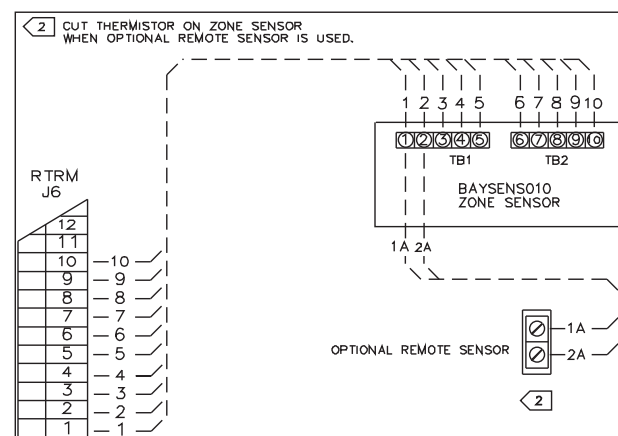 2 CUT THERMISTOR ON ZONE SENSOR
WHEN OPTIONAL REMOTE SENSOR IS USED.
1 2 3 4 5 6 7 8 9 10
1 2 3 4 5 6 7 8 9 10
TB1 TB2
BAYSENS010
ZONE SENSOR
RTRM
J6
1A 2A
12
11
10 10
9 9
8 8
7 7
6 6
5 5
4 4
3 3
2 2
1 1
OPTIONAL REMOTE SENSOR
1A
2A
2